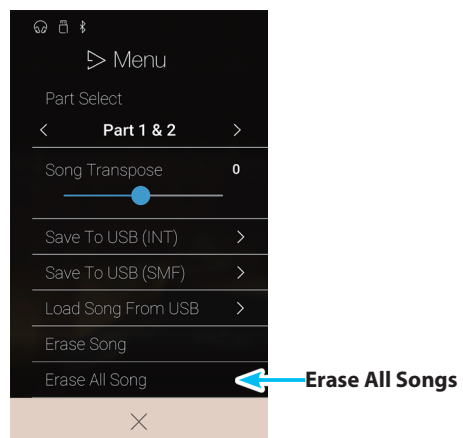 Menu
Part Select
< Part 1 & 2 >
Song Transpose 0
Save To USB (INT) >
Save To USB (SMF) >
Load Song From USB >
Erase Song
Erase All Song
Erase All Songs